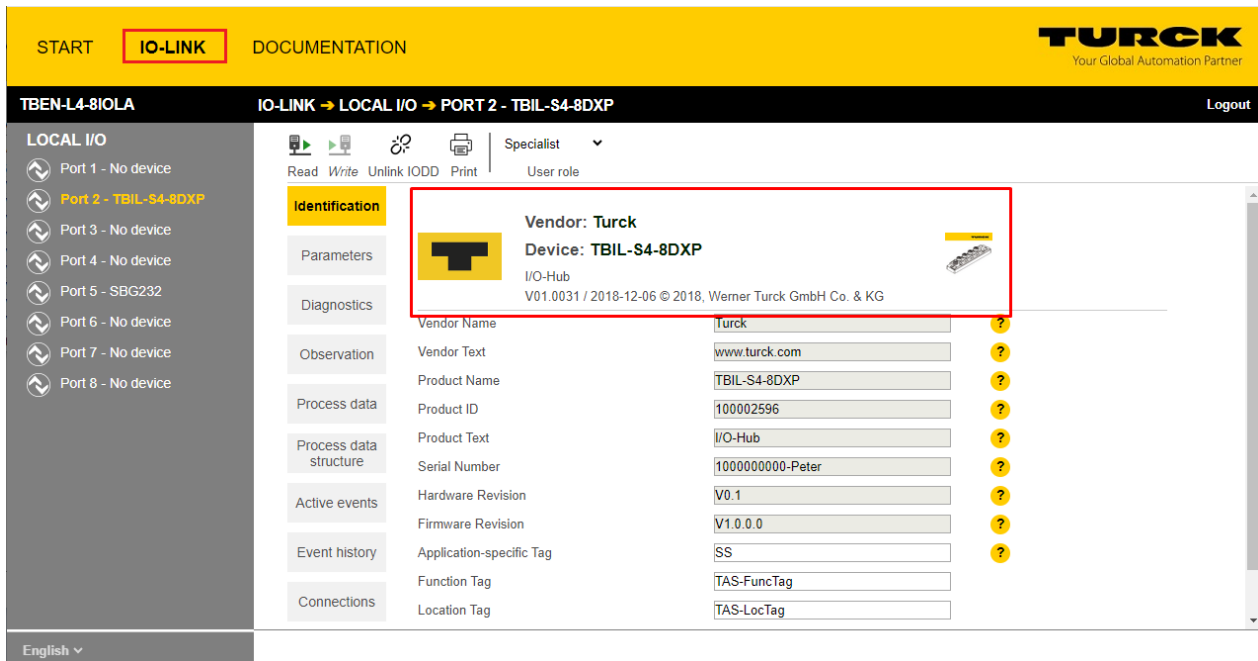 START IO-LINK DOCUMENTATION
TURCK
Your Global Automation Partner
TBEN-L4-8IOLA IO-LINK ➔ LOCAL I/O ➔ PORT 2 - TBIL-S4-8DXP Logout
LOCAL I/O
Port 1 - No device
Port 2 - TBIL-S4-8DXP
Port 3 - No device
Port 4 - No device
Port 5 - SBG232
Port 6 - No device
Port 7 - No device
Port 8 - No device
English
Specialist
Read Write Unlink IODD Print User role
Identification
Parameters
Diagnostics
Observation
Process data
Process data
structure
Active events
Event history
Connections
Vendor: Turck
Device: TBIL-S4-8DXP
I/O-Hub
V01.0031 / 2018-12-06 © 2018, Werner Turck GmbH Co. & KG
Vendor Name Turck ?
Vendor Text www.turck.com ?
Product Name TBIL-S4-8DXP ?
Product ID 100002596 ?
Product Text I/O-Hub ?
Serial Number 1000000000-Peter ?
Hardware Revision V0.1 ?
Firmware Revision V1.0.0.0 ?
Application-specific Tag SS ?
Function Tag TAS-FuncTag
Location Tag TAS-LocTag